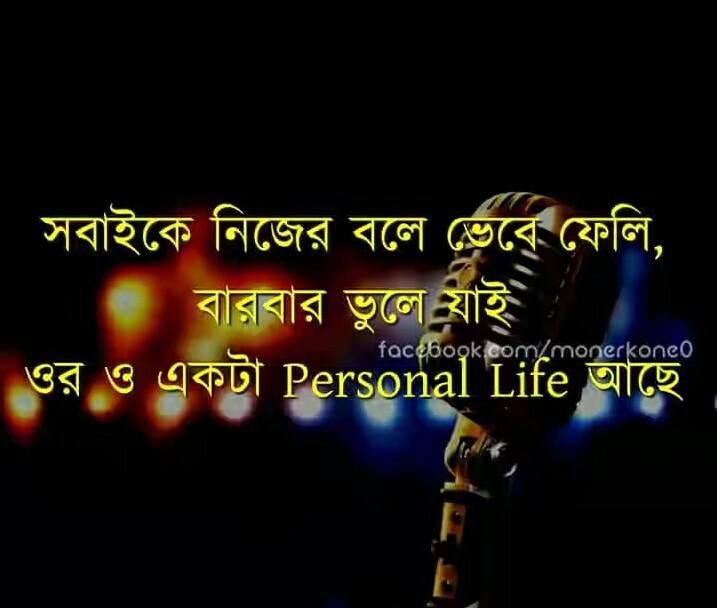 সবাইকে নিজের বলে ভেবে ফেলি,
বারবার ভুলে যাই
facebook.com/monerkone0
ওর ও একটা Personal Life আছে